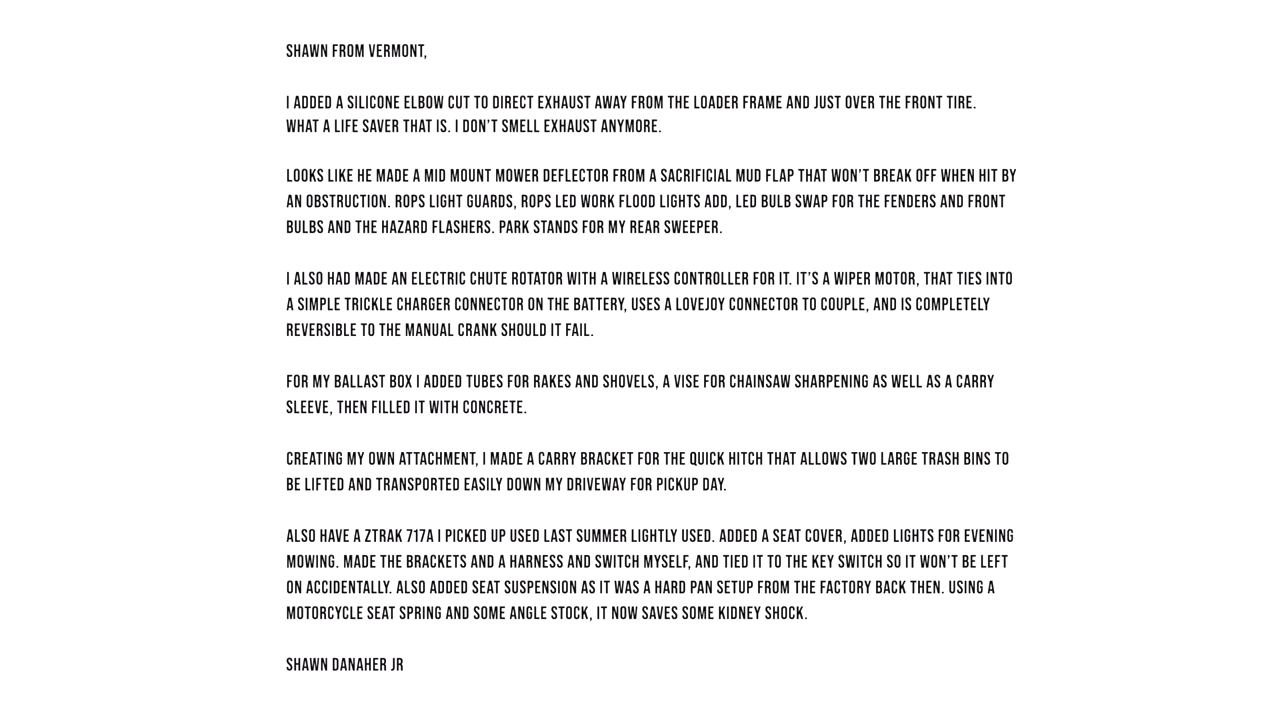 SHAWN FROM VERMONT,
I ADDED A SILICONE ELBOW CUT TO DIRECT EXHAUST AWAY FROM THE LOADER FRAME AND JUST OVER THE FRONT TIRE.
WHAT A LIFE SAVER THAT IS. I DON'T SMELL EXHAUST ANYMORE.
LOOKS LIKE HE MADE A MID MOUNT MOWER DEFLECTOR FROM A SACRIFICIAL MUD FLAP THAT WON'T BREAK OFF WHEN HIT BY
AN OBSTRUCTION. ROPS LIGHT GUARDS, ROPS LED WORK FLOOD LIGHTS ADD, LED BULB SWAP FOR THE FENDERS AND FRONT
BULBS AND THE HAZARD FLASHERS. PARK STANDS FOR MY REAR SWEEPER.
I ALSO HAD MADE AN ELECTRIC CHUTE ROTATOR WITH A WIRELESS CONTROLLER FOR IT. IT'S A WIPER MOTOR, THAT TIES INTO
A SIMPLE TRICKLE CHARGER CONNECTOR ON THE BATTERY, USES A LOVEJOY CONNECTOR TO COUPLE, AND IS COMPLETELY
REVERSIBLE TO THE MANUAL CRANK SHOULD IT FAIL.
FOR MY BALLAST BOX I ADDED TUBES FOR RAKES AND SHOVELS, A VISE FOR CHAINSAW SHARPENING AS WELL AS A CARRY
SLEEVE, THEN FILLED IT WITH CONCRETE.
CREATING MY OWN ATTACHMENT, I MADE A CARRY BRACKET FOR THE QUICK HITCH THAT ALLOWS TWO LARGE TRASH BINS TO
BE LIFTED AND TRANSPORTED EASILY DOWN MY DRIVEWAY FOR PICKUP DAY.
ALSO HAVE A ZTRAK 717A I PICKED UP USED LAST SUMMER LIGHTLY USED. ADDED A SEAT COVER, ADDED LIGHTS FOR EVENING
MOWING. MADE THE BRACKETS AND A HARNESS AND SWITCH MYSELF, AND TIED IT TO THE KEY SWITCH SO IT WON'T BE LEFT
ON ACCIDENTALLY. ALSO ADDED SEAT SUSPENSION AS IT WAS A HARD PAN SETUP FROM THE FACTORY BACK THEN. USING A
MOTORCYCLE SEAT SPRING AND SOME ANGLE STOCK, IT NOW SAVES SOME KIDNEY SHOCK.
SHAWN DANAHER JR